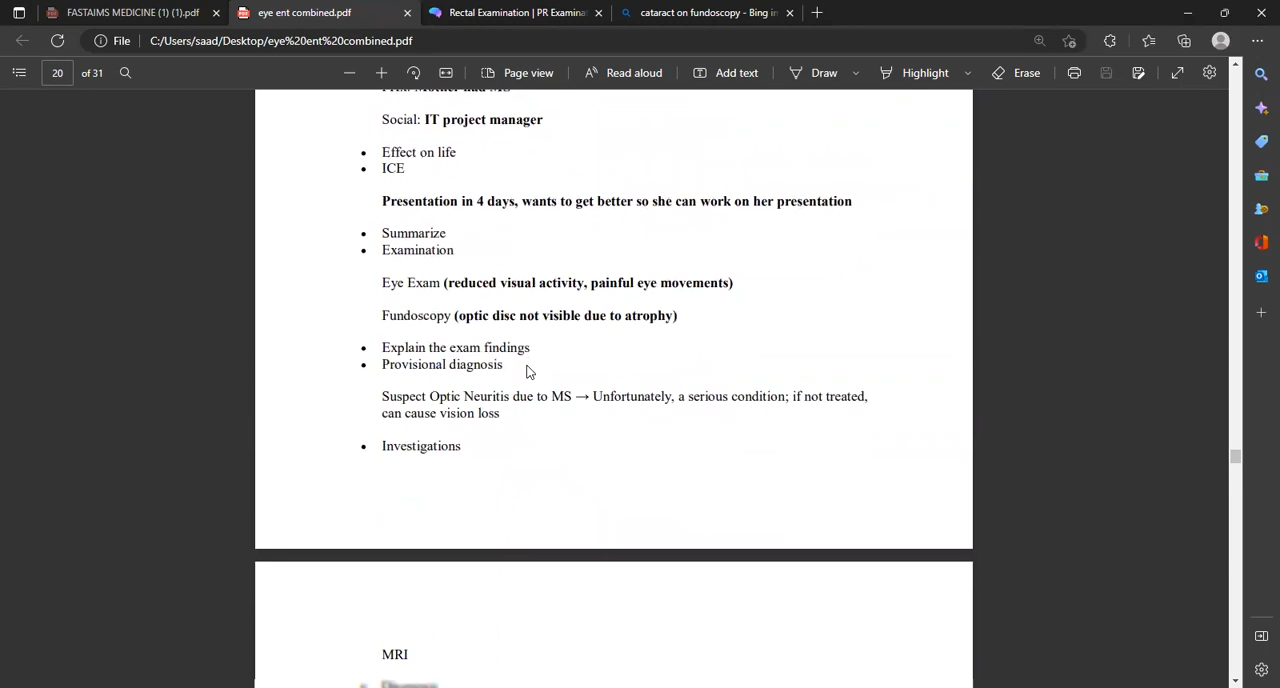 FASTAIMS MEDICINE (1) (1).pdf
eye ent combined.pdf
Rectal Examination | PR Examina
cataract on fundoscopy - Bing in
File
C:/Users/saad/Desktop/eye%20ent%20combined.pdf
20 of 31
Page view
Read aloud
Add text
Draw
Highlight
Erase
Social: IT project manager
• Effect on life
• ICE
Presentation in 4 days, wants to get better so she can work on her presentation
• Summarize
• Examination
Eye Exam (reduced visual activity, painful eye movements)
Fundoscopy (optic disc not visible due to atrophy)
• Explain the exam findings
• Provisional diagnosis
Suspect Optic Neuritis due to MS → Unfortunately, a serious condition; if not treated,
can cause vision loss
• Investigations
MRI